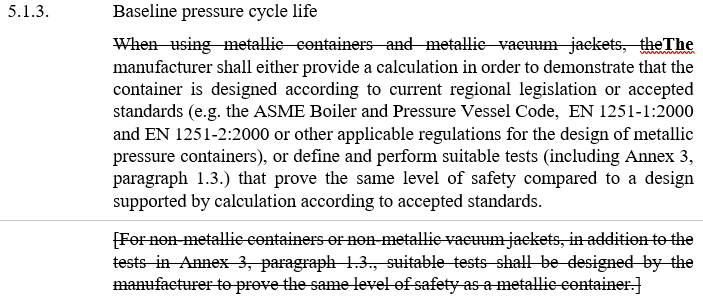 5.1.3. Baseline pressure cycle life
When using metallic containers and metallic vacuum jackets, theThe
manufacturer shall either provide a calculation in order to demonstrate that the
container is designed according to current regional legislation or accepted
standards (e.g. the ASME Boiler and Pressure Vessel Code, EN 1251-1:2000
and EN 1251-2:2000 or other applicable regulations for the design of metallic
pressure containers), or define and perform suitable tests (including Annex 3,
paragraph 1.3.) that prove the same level of safety compared to a design
supported by calculation according to accepted standards.
[For non-metallic containers or non-metallic vacuum jackets, in addition to the
tests in Annex 3, paragraph 1.3., suitable tests shall be designed by the
manufacturer to prove the same level of safety as a metallic container.]